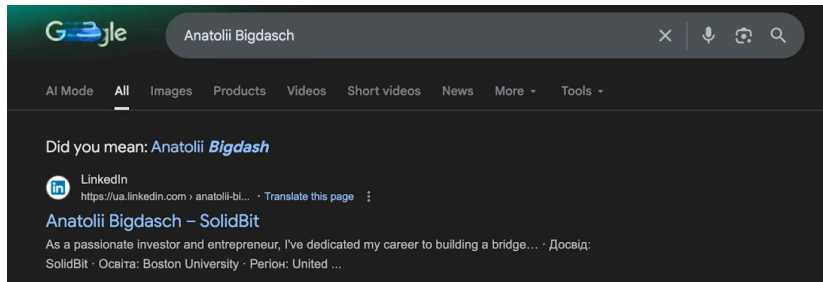 Google
Anatolii Bigdasch
AI Mode All Images Products Videos Short videos News More Tools
Did you mean: Anatolii Bigdash
LinkedIn
https://ua.linkedin.com › anatolii-bi... · Translate this page
Anatolii Bigdasch – SolidBit
As a passionate investor and entrepreneur, I've dedicated my career to building a bridge… · Досвід:
SolidBit · Освіта: Boston University · Регіон: United ...